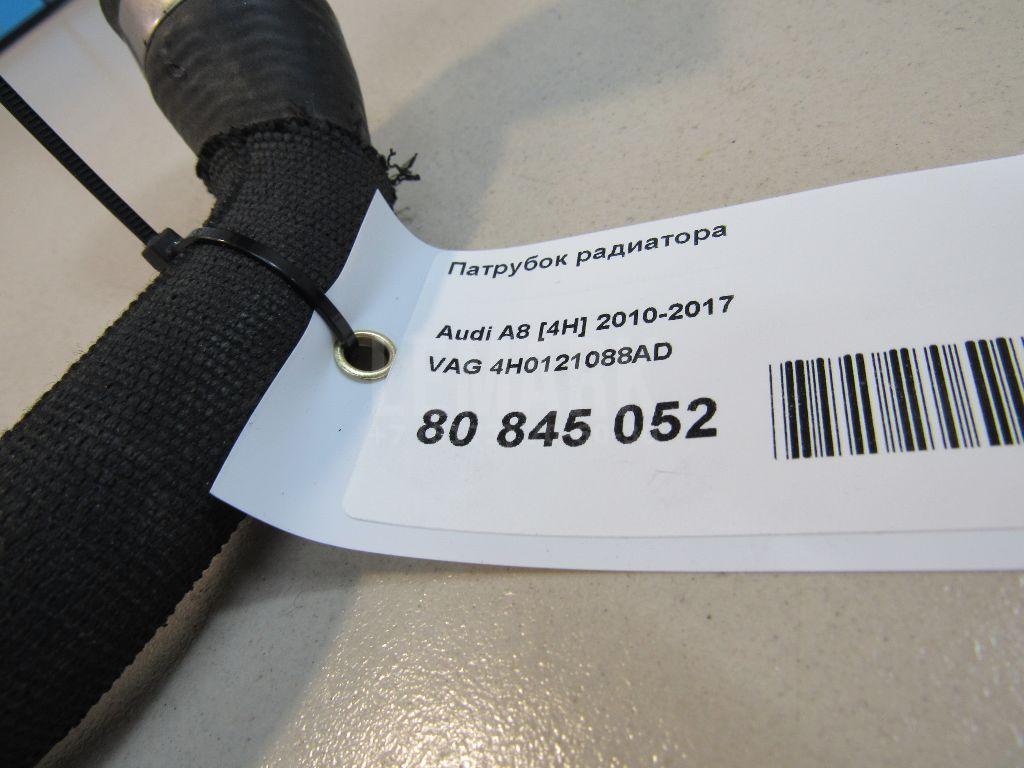 Патрубок радиатора
Audi A8 [4H] 2010-2017
VAG 4H0121088AD
80 845 052